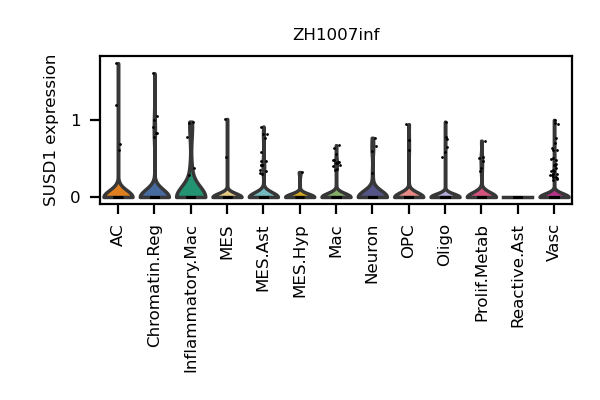 ZH1007inf
SUSD1 expression
1
0
AC
Chromatin.Reg
Inflammatory.Mac
MES
MES.Ast
MES.Hyp
Mac
Neuron
OPC
Oligo
Prolif.Metab
Reactive.Ast
Vasc